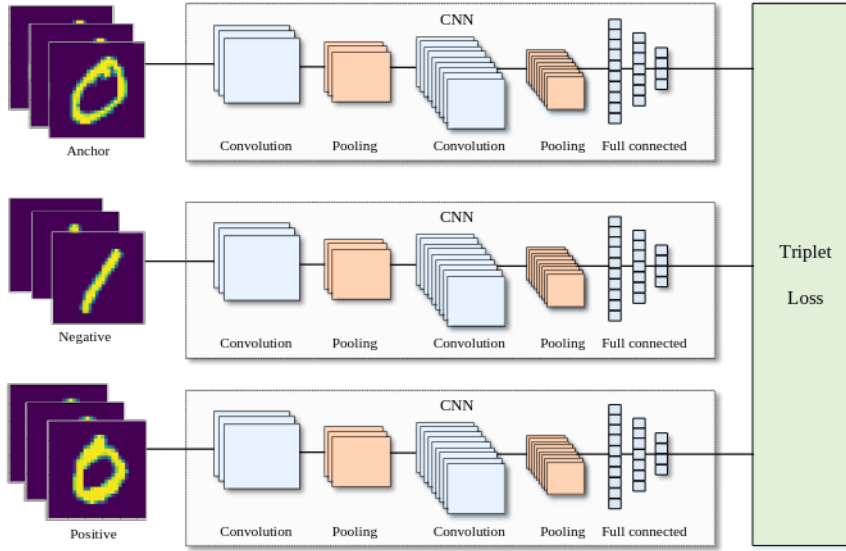 CNN
Convolution Pooling Convolution Pooling Full connected
Anchor
CNN
Convolution Pooling Convolution Pooling Full connected
Negative
CNN
Convolution Pooling Convolution Pooling Full connected
Positive
Triplet
Loss